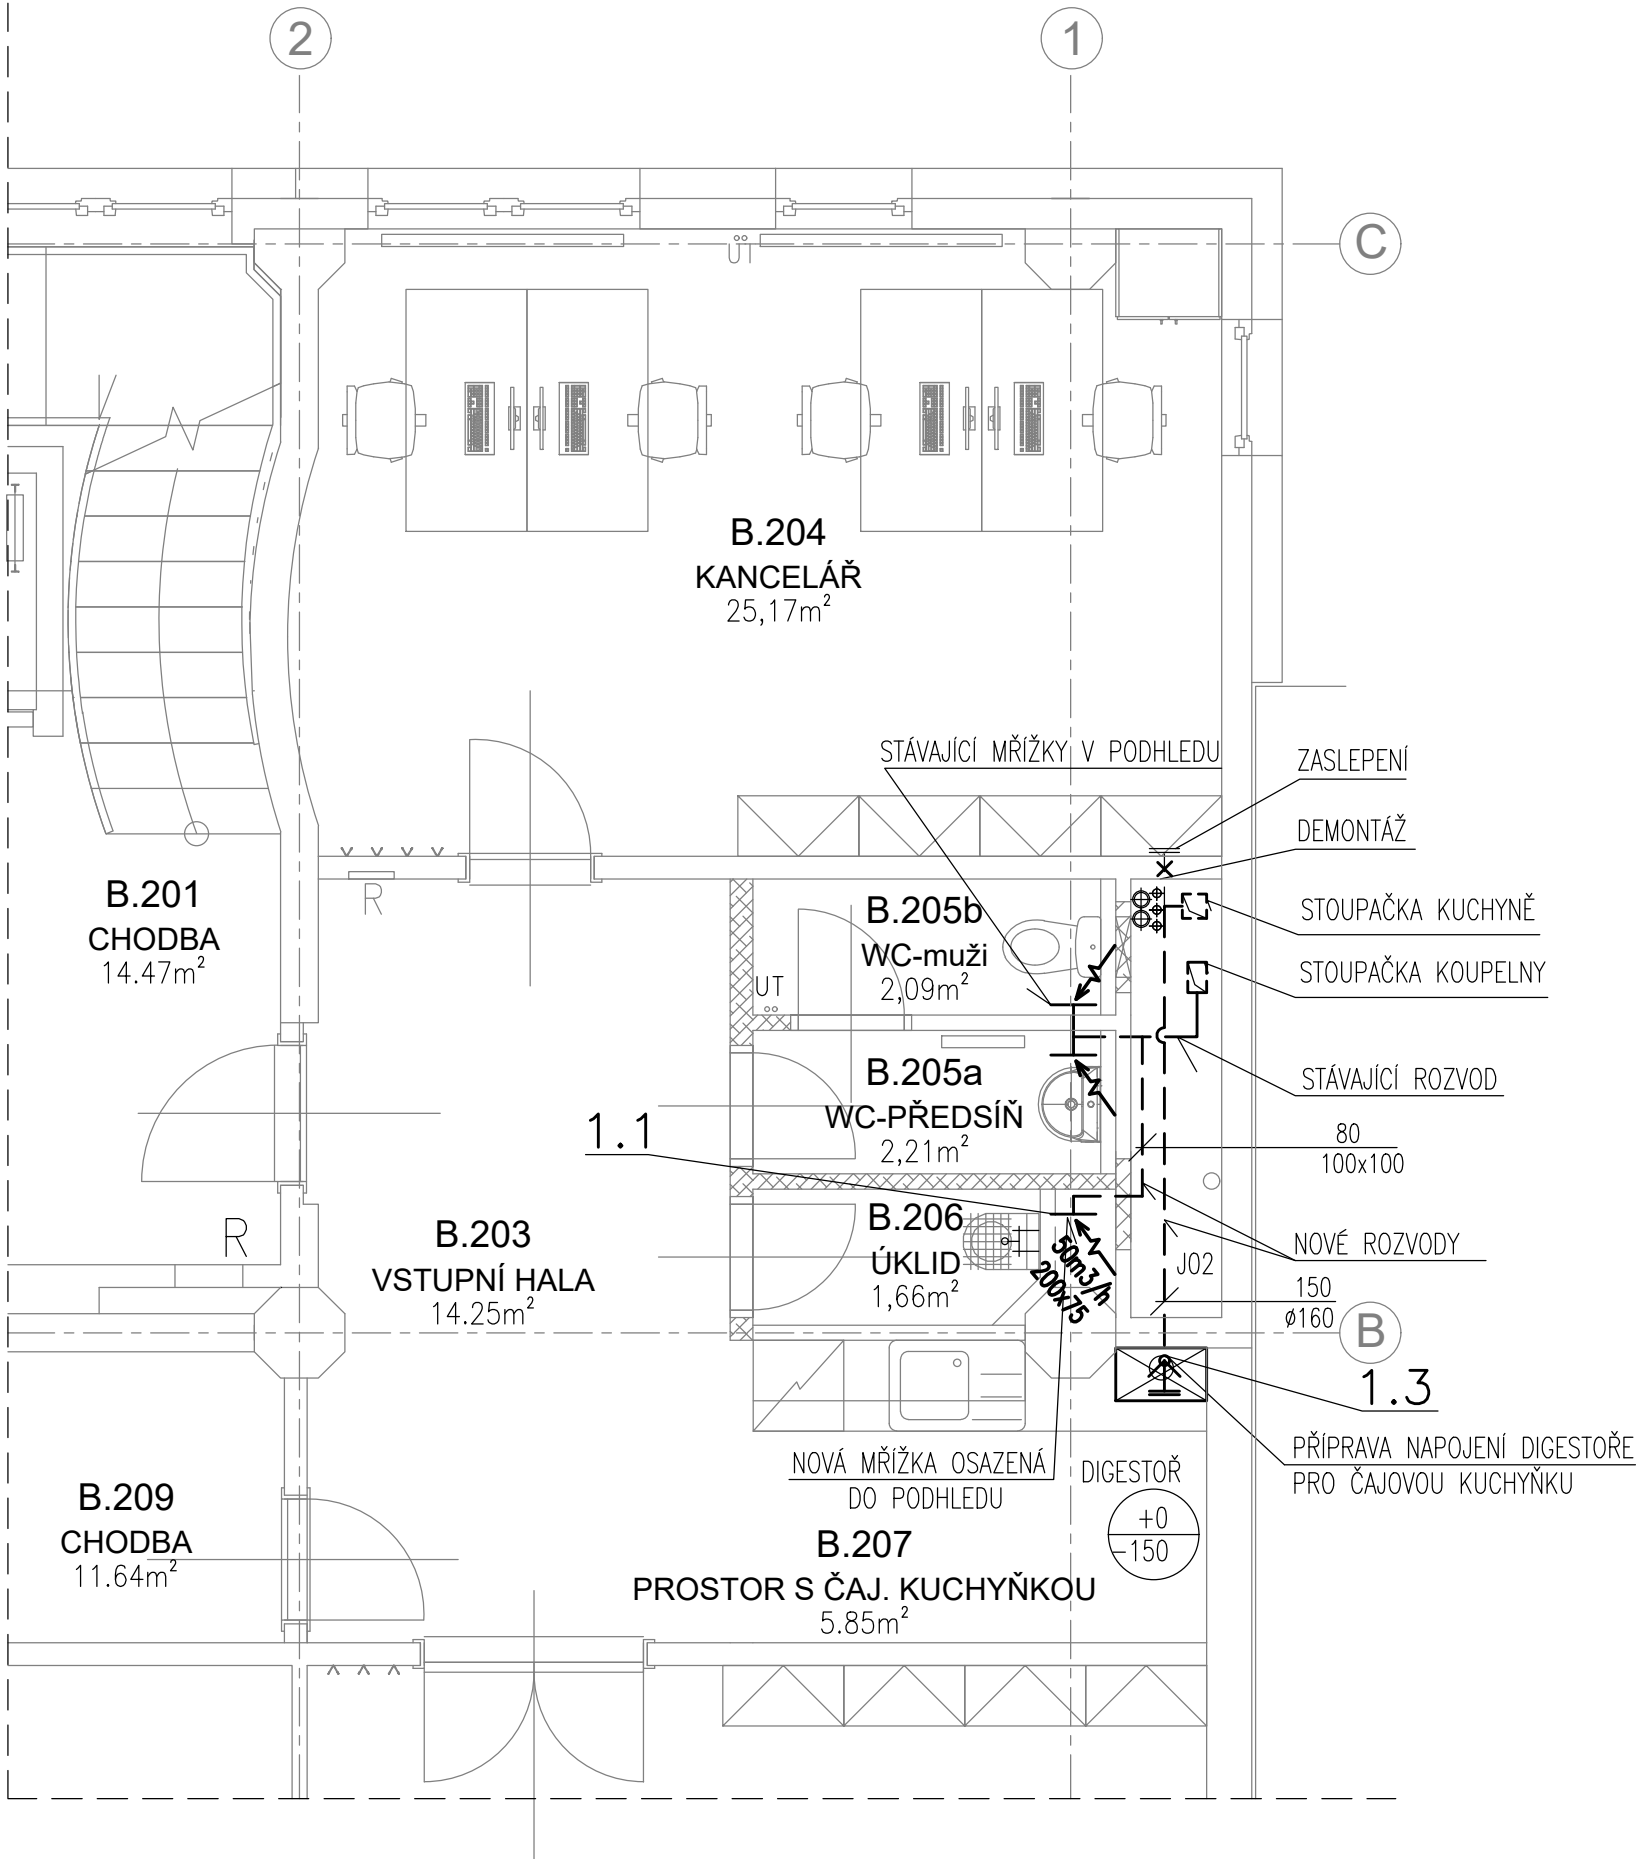 2
1
C
UT
B.204
KANCELÁŘ
25,17m²
STÁVAJÍCÍ MŘÍŽKY V PODHLEDU
ZASLEPENÍ
DEMONTÁŽ
R
B.201
CHODBA
14.47m²
B.205b
WC-muži
2,09m²
UT
STOUPAČKA KUCHYNĚ
STOUPAČKA KOUPELNY
B.205a
WC-PŘEDSÍŇ
2,21m²
STÁVAJÍCÍ ROZVOD
1.1
80
100x100
R
B.203
VSTUPNÍ HALA
14.25m²
B.206
ÚKLID
1,66m²
50m3/h
200x75
NOVÉ ROZVODY
J02
150
ø160
B
1.3
NOVÁ MŘÍŽKA OSAZENÁ
DO PODHLEDU
DIGESTOŘ
+0
-150
PŘÍPRAVA NAPOJENÍ DIGESTOŘE
PRO ČAJOVOU KUCHYŇKU
B.209
CHODBA
11.64m²
B.207
PROSTOR S ČAJ. KUCHYŇKOU
5.85m²